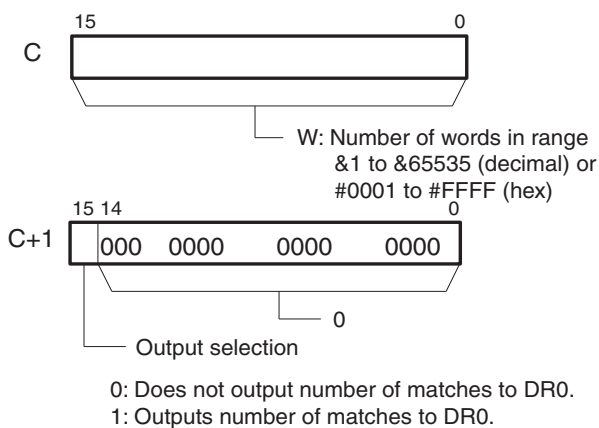 15 0
C
W: Number of words in range
&1 to &65535 (decimal) or
#0001 to #FFFF (hex)
15 14 0
C+1 000 0000 0000 0000
0
Output selection
0: Does not output number of matches to DR0.
1: Outputs number of matches to DR0.